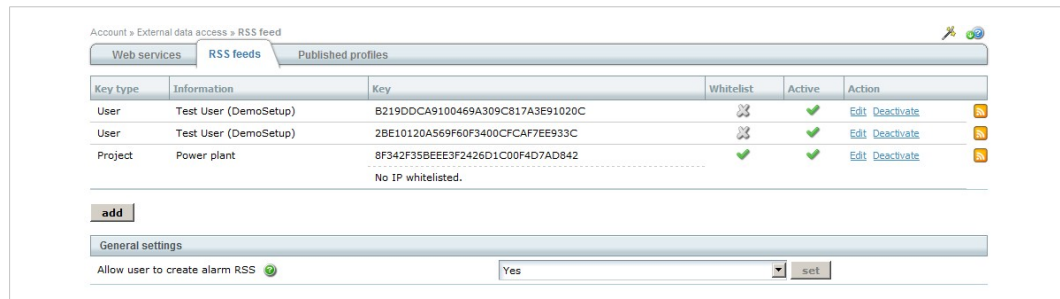 Account » External data access » RSS feed
Web services RSS feeds Published profiles
Key type Information Key Whitelist Active Action
User Test User (DemoSetup) B219DDCA9100469A309C817A3E91020C Edit Deactivate
User Test User (DemoSetup) 2BE10120A569F60F3400CFCAF7EE933C Edit Deactivate
Project Power plant 8F342F35BEEE3F2426D1C00F4D7AD842 Edit Deactivate
No IP whitelisted.
add
General settings
Allow user to create alarm RSS Yes set